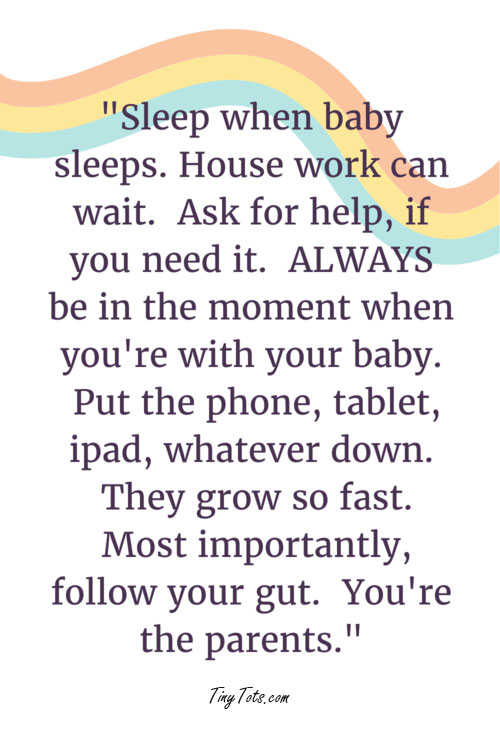 "Sleep when baby
sleeps. House work can
wait.  Ask for help, if
you need it.  ALWAYS
be in the moment when
you're with your baby.
Put the phone, tablet,
ipad, whatever down.
They grow so fast.
Most importantly,
follow your gut.  You're
the parents."
TinyTots.com